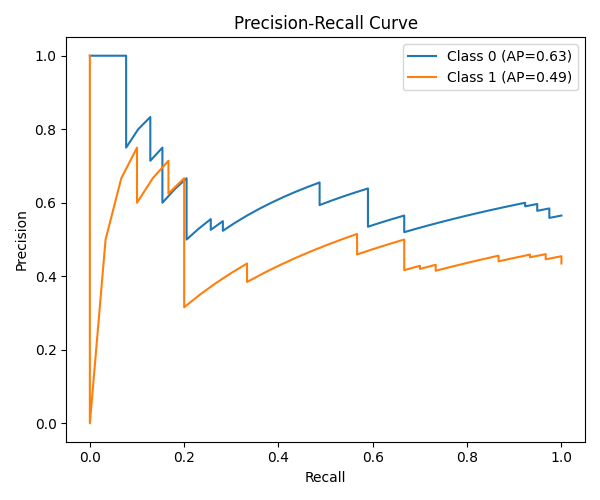 Precision-Recall Curve
Class 0 (AP=0.63)
Class 1 (AP=0.49)
1.0
0.8
0.6
0.4
0.2
0.0
Precision
0.0 0.2 0.4 0.6 0.8 1.0
Recall